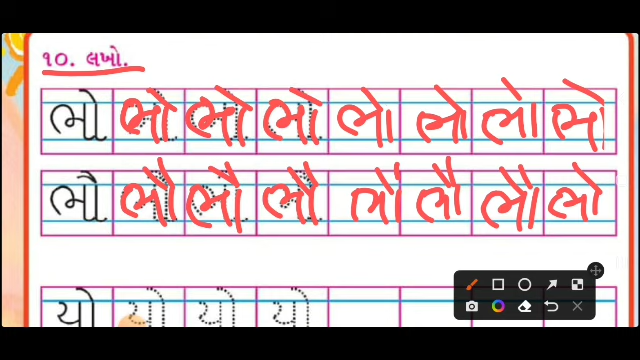 ૧૦. લખો.
ભો ભો ભો ભો ભો ભો ભો ભો
ભૌ ભૌ ભૌ ભૌ ભૌ ભૌ ભૌ ભો
યો યો યો યો